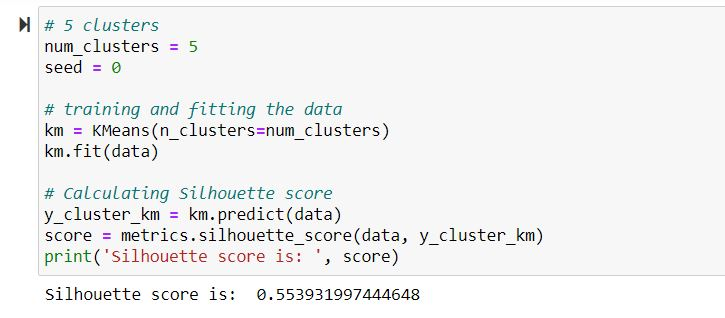 # 5 clusters
num_clusters = 5
seed = 0
# training and fitting the data
km = KMeans(n_clusters=num_clusters)
km.fit(data)
# Calculating Silhouette score
y_cluster_km = km.predict(data)
score = metrics.silhouette_score(data, y_cluster_km)
print('Silhouette score is: ', score)
Silhouette score is:  0.553931997444648